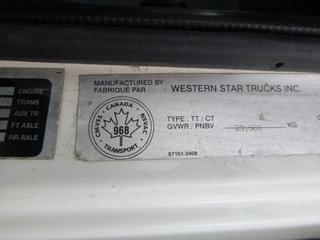 ENGINE
TRANS
AUX TR
FT AXLE
RR AXLE
MANUFACTURED BY
FABRIQUÉ PAR
WESTERN STAR TRUCKS INC.
CANADA
CMVSS
NSVAC
968
TRANSPORT
TYPE : TT / CT
GVWR / PNBV : KG
97101-3408